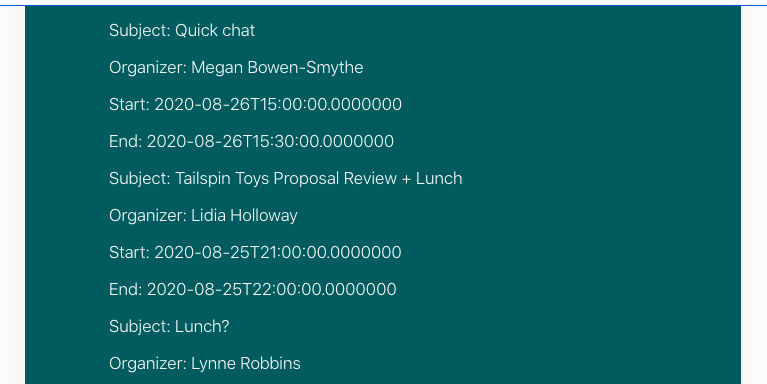 Subject: Quick chat
Organizer: Megan Bowen-Smythe
Start: 2020-08-26T15:00:00.0000000
End: 2020-08-26T15:30:00.0000000
Subject: Tailspin Toys Proposal Review + Lunch
Organizer: Lidia Holloway
Start: 2020-08-25T21:00:00.0000000
End: 2020-08-25T22:00:00.0000000
Subject: Lunch?
Organizer: Lynne Robbins